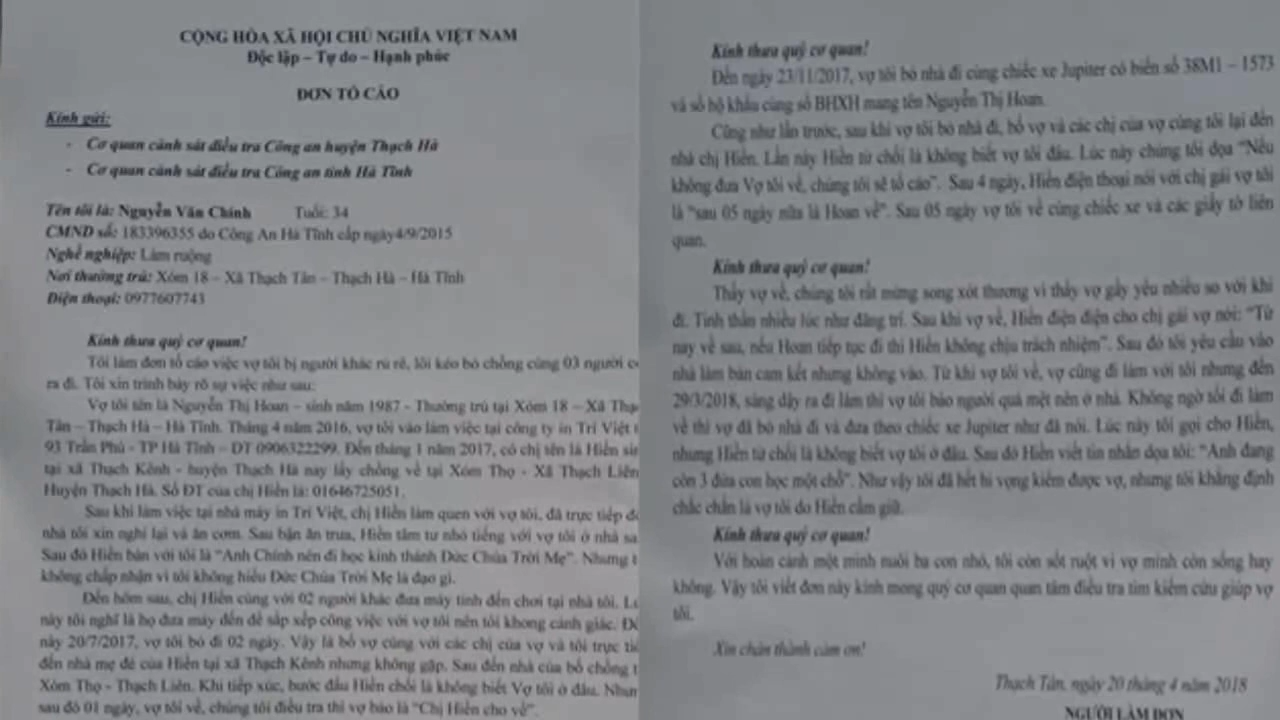 CỘNG HÒA XÃ HỘI CHỦ NGHĨA VIỆT NAM
Độc lập – Tự do – Hạnh phúc
ĐƠN TỐ CÁO
Kính gửi:
- Cơ quan cảnh sát điều tra Công an huyện Thạch Hà
- Cơ quan cảnh sát điều tra Công an tỉnh Hà Tĩnh
Tên tôi là: Nguyễn Văn Chính Tuổi: 34
CMND số: 183396355 do Công An Hà Tĩnh cấp ngày4/9/2015
Nghề nghiệp: Làm ruộng
Nơi thường trú: Xóm 18 – Xã Thạch Tân – Thạch Hà – Hà Tĩnh
Điện thoại: 0977607743
Kính thưa quý cơ quan!
Tôi làm đơn tố cáo việc vợ tôi bị người khác rủ rê, lôi kéo bỏ chồng cùng 03 người
ra đi. Tôi xin trình bày rõ sự việc như sau:
Vợ tôi tên là Nguyễn Thị Hoan – sinh năm 1987 - Thường trú tại Xóm 18 – Xã
Tân – Thạch Hà – Hà Tĩnh. Tháng 4 năm 2016, vợ tôi vào làm việc tại công ty in Trí Việt
93 Trần Phú - TP Hà Tĩnh – ĐT 0906322299. Đến tháng 1 năm 2017, có chị tên là Hiền
tại xã Thạch Kênh - huyện Thạch Hà nay lấy chồng về tại Xóm Thọ - Xã Thạch Liên
Huyện Thạch Hà. Số ĐT của chị Hiền là: 01646725051.
Sau khi làm việc tại nhà máy in Trí Việt, chị Hiền làm quen với vợ tôi, đã trực tiếp
nhà tôi xin nghỉ lại và ăn cơm. Sau bận ăn trưa, Hiền tâm tư nhỏ tiếng với vợ tôi ở nhà
Sau đó Hiền bàn với tôi là “Anh Chính nên đi học kinh thánh Đức Chúa Trời Mẹ”. Nhưng
không chấp nhận vì tôi không hiểu Đức Chúa Trời Mẹ là đạo gì.
Đến hôm sau, chị Hiền cùng với 02 người khác đưa máy tính đến chơi tại nhà tôi.
này tôi nghĩ là họ đưa máy đến để sắp xếp công việc với vợ tôi nên tôi khong cảnh giác.
này 20/7/2017, vợ tôi bỏ đi 02 ngày. Vậy là bố vợ cùng với các chị của vợ và tôi trực
đến nhà mẹ đẻ của Hiền tại xã Thạch Kênh nhưng không gặp. Sau đến nhà của bố chồng
Xóm Thọ - Thạch Liên. Khi tiếp xúc, bước đầu Hiền chối là không biết Vợ tôi ở đâu.
sau đó 01 ngày, vợ tôi về, chúng tôi điều tra thì vợ bảo là “Chị Hiền cho về”.
Kính thưa quý cơ quan!
Đến ngày 23/11/2017, vợ tôi bỏ nhà đi cùng chiếc xe Jupiter có biển số 38M1 – 1573
và sổ hộ khẩu cùng sổ BHXH mang tên Nguyễn Thị Hoan.
Cũng như lần trước, sau khi vợ tôi bỏ nhà đi, bố vợ và các chị của vợ cùng tôi lại đến
nhà chị Hiền. Lần này Hiền từ chối là không biết vợ tôi đâu. Lúc này chúng tôi dọa “Nếu
không đưa Vợ tôi về, chúng tôi sẽ tố cáo”. Sau 4 ngày, Hiền điện thoại nói với chị gái vợ tôi
là “sau 05 ngày nữa là Hoan về”. Sau 05 ngày vợ tôi về cùng chiếc xe và các giấy tờ liên
quan.
Kính thưa quý cơ quan!
Thấy vợ về, chúng tôi rất mừng song xót thương vì thấy vợ gầy yếu nhiều so với khi
đi. Tinh thần nhiều lúc như đãng trí. Sau khi vợ về, Hiền điện điện cho chị gái vợ nói: “Từ
nay về sau, nếu Hoan tiếp tục đi thì Hiền không chịu trách nhiệm”. Sau đó tôi yêu cầu vào
nhà làm bản cam kết nhưng không vào. Từ khi vợ tôi về, vợ cũng đi làm với tôi nhưng đến
29/3/2018, sáng dậy ra đi làm thì vợ tôi bảo người quá mệt nên ở nhà. Không ngờ tôi đi làm
về thì vợ đã bỏ nhà đi và đưa theo chiếc xe Jupiter như đã nói. Lúc này tôi gọi cho Hiền,
nhưng Hiền từ chối là không biết vợ tôi ở đâu. Sau đó Hiền viết tin nhắn dọa tôi: “Anh đang
còn 3 đứa con học một chỗ”. Như vậy tôi đã hết hi vọng kiếm được vợ, nhưng tôi khẳng định
chắc chắn là vợ tôi do Hiền cầm giữ.
Kính thưa quý cơ quan!
Với hoàn cảnh một mình nuôi ba con nhỏ, tôi còn sốt ruột vì vợ mình còn sống hay
không. Vậy tôi viết đơn này kính mong quý cơ quan quan tâm điều tra tìm kiếm cứu giúp vợ
tôi.
Xin chân thành cảm ơn!
Thạch Tân, ngày 20 tháng 4 năm 2018
NGƯỜI LÀM ĐƠN